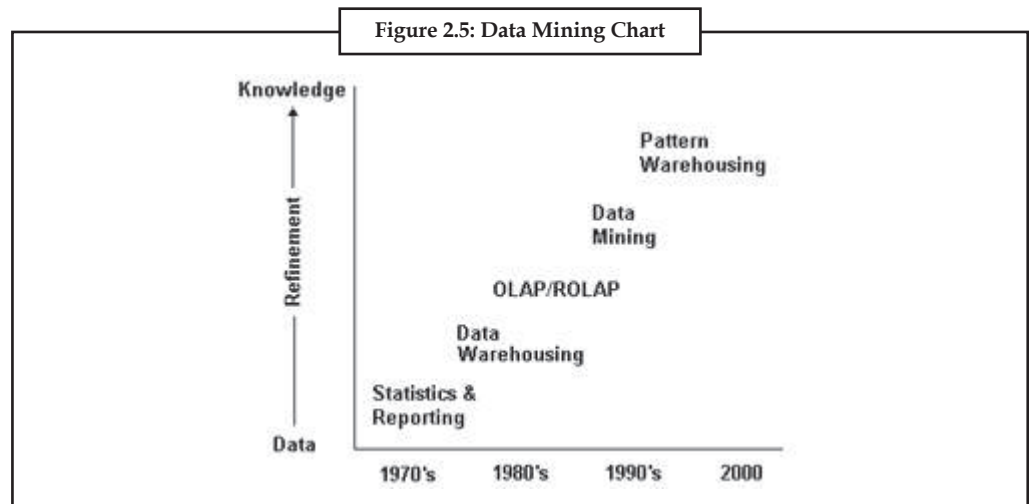 Figure 2.5: Data Mining Chart
Knowledge
Refinement
Data
Pattern
Warehousing
Data
Mining
OLAP/ROLAP
Data
Warehousing
Statistics &
Reporting
1970's 1980's 1990's 2000